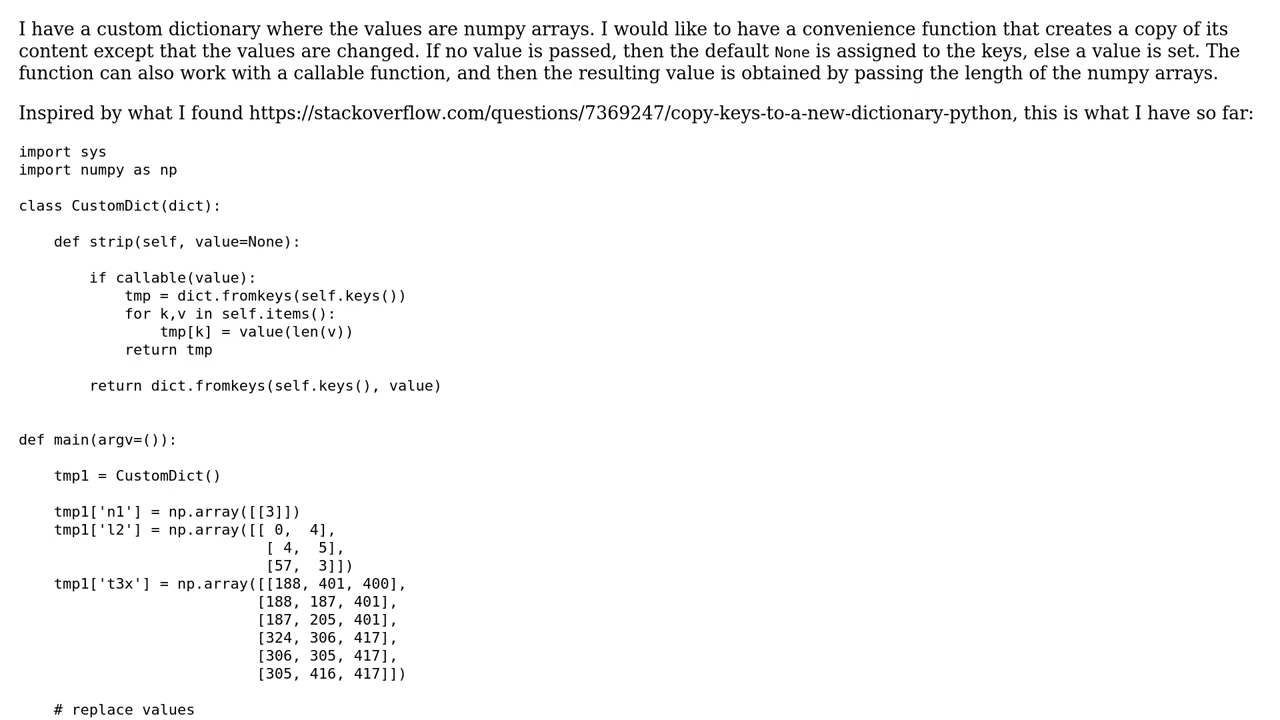 I have a custom dictionary where the values are numpy arrays. I would like to have a convenience function that creates a copy of its
content except that the values are changed. If no value is passed, then the default None is assigned to the keys, else a value is set. The
function can also work with a callable function, and then the resulting value is obtained by passing the length of the numpy arrays.
Inspired by what I found https://stackoverflow.com/questions/7369247/copy-keys-to-a-new-dictionary-python, this is what I have so far:
import sys
import numpy as np
class CustomDict(dict):
    def strip(self, value=None):
        if callable(value):
            tmp = dict.fromkeys(self.keys())
            for k,v in self.items():
                tmp[k] = value(len(v))
            return tmp
        return dict.fromkeys(self.keys(), value)
def main(argv=()):
    tmp1 = CustomDict()
    tmp1['n1'] = np.array([[3]])
    tmp1['l2'] = np.array([[ 0,  4],
                            [ 4,  5],
                            [57,  3]])
    tmp1['t3x'] = np.array([[188, 401, 400],
                           [188, 187, 401],
                           [187, 205, 401],
                           [324, 306, 417],
                           [306, 305, 417],
                           [305, 416, 417]])
    # replace values